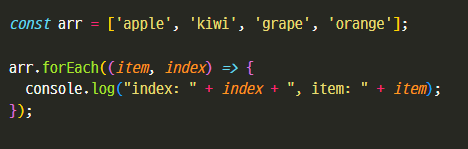 const arr = ['apple', 'kiwi', 'grape', 'orange'];
arr.forEach((item, index) => {
  console.log("index: " + index + ", item: " + item);
});